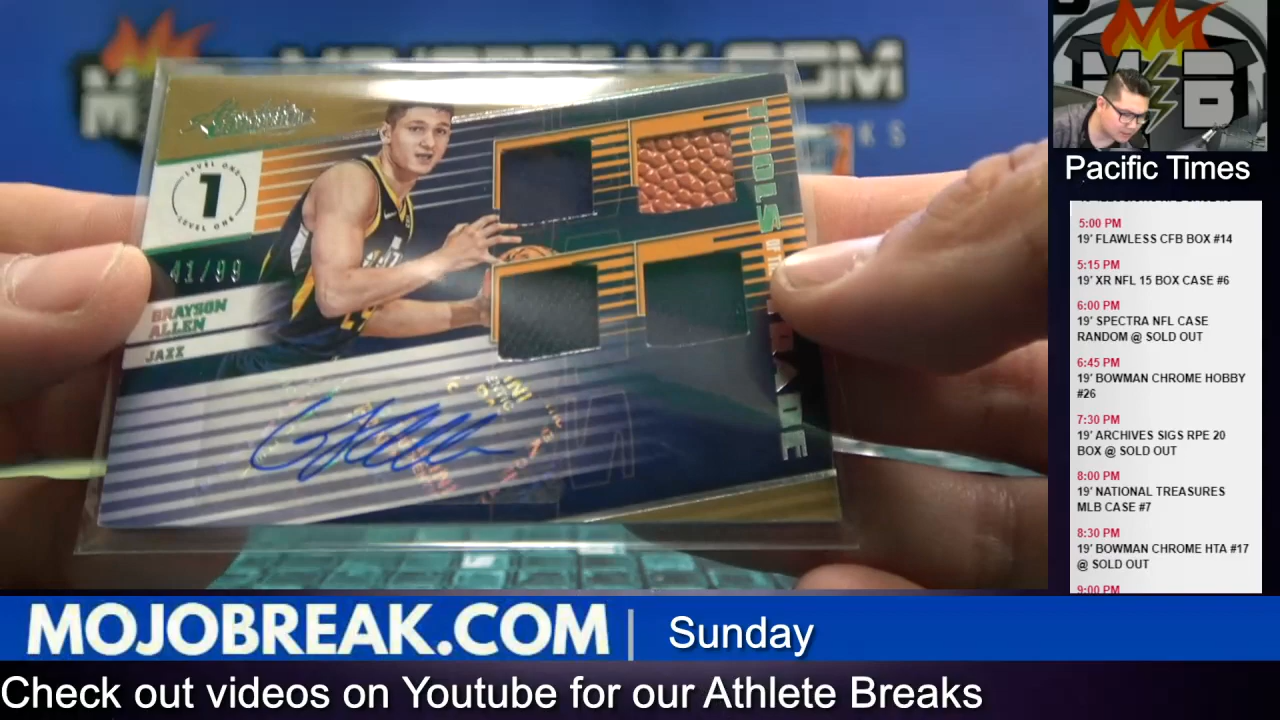 MOJOBREAK.COM
Absolute
LEVEL ONE
1
LEVEL ONE
41/99
GRAYSON
ALLEN
JAZZ
TOOLS
MB
Pacific Times
5:00 PM
19' FLAWLESS CFB BOX #14
5:15 PM
19' XR NFL 15 BOX CASE #6
6:00 PM
19' SPECTRA NFL CASE
RANDOM @ SOLD OUT
6:45 PM
19' BOWMAN CHROME HOBBY
#26
7:30 PM
19' ARCHIVES SIGS RPE 20
BOX @ SOLD OUT
8:00 PM
19' NATIONAL TREASURES
MLB CASE #7
8:30 PM
19' BOWMAN CHROME HTA #17
@ SOLD OUT
9:00 PM
MOJOBREAK.COM
Sunday
Check out videos on Youtube for our Athlete Breaks